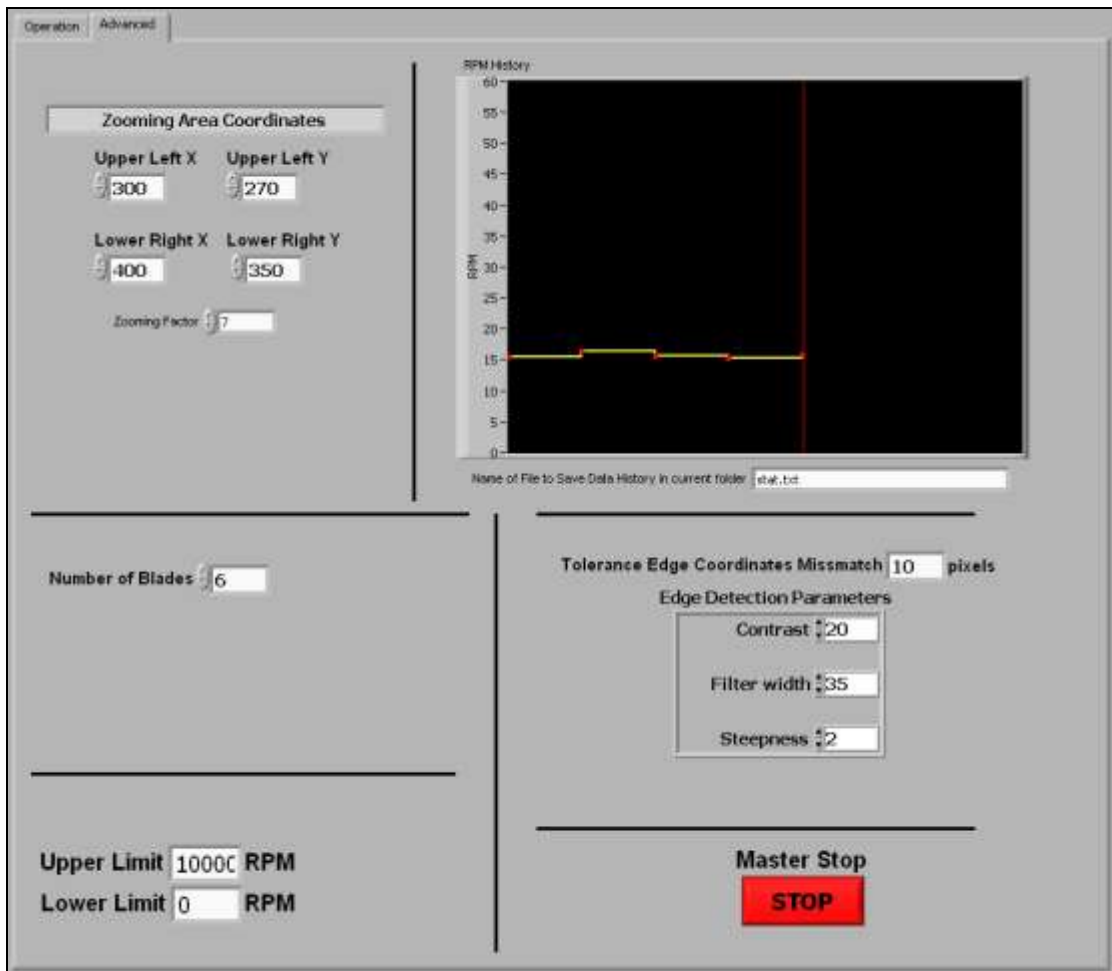 Operation Advanced
Zooming Area Coordinates
Upper Left X Upper Left Y
300 270
Lower Right X Lower Right Y
400 350
Zooming Factor 7
RPM History
60
55
50
45
40
35
30
25
20
15
10
5
0
RPM
Name of File to Save Data History in current folder stat.txt
Number of Blades 6
Tolerance Edge Coordinates Missmatch 10 pixels
Edge Detection Parameters
Contrast 20
Filter width 35
Steepness 2
Upper Limit RPM
Lower Limit 0 RPM
Master Stop
STOP